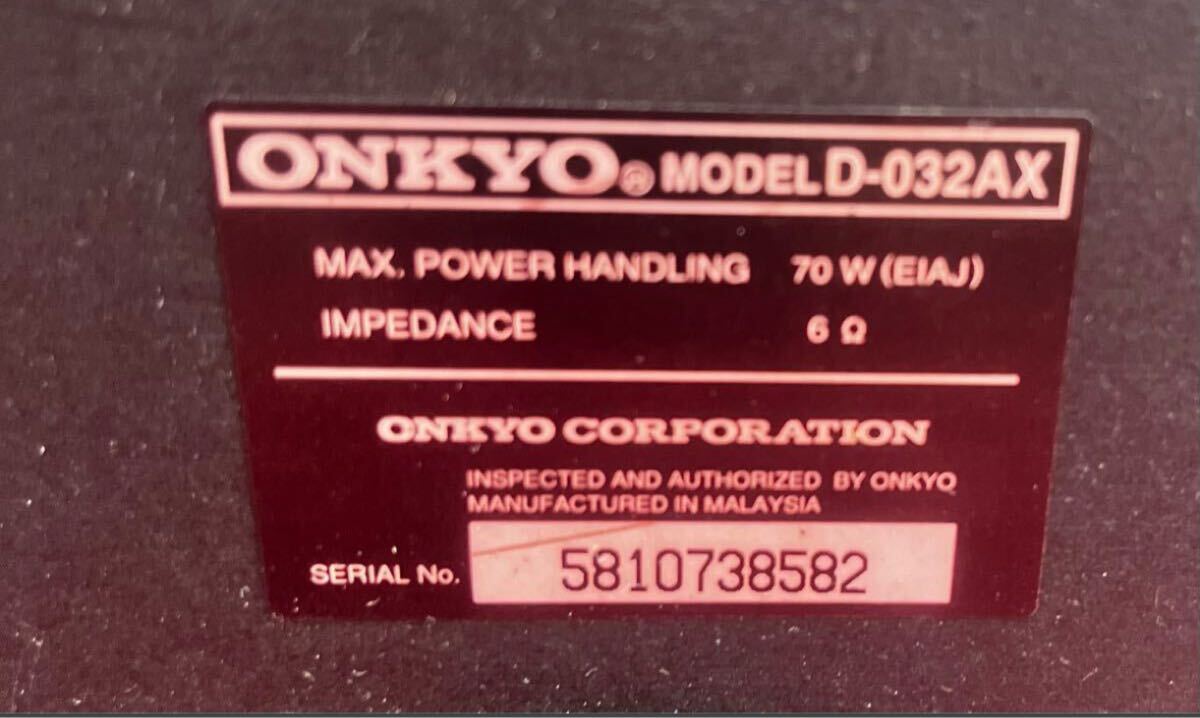 ONKYO® MODEL D-032AX
MAX. POWER HANDLING 70 W (EIAJ)
IMPEDANCE 6 Ω
ONKYO CORPORATION
INSPECTED AND AUTHORIZED BY ONKYO
MANUFACTURED IN MALAYSIA
SERIAL No. 5810738582